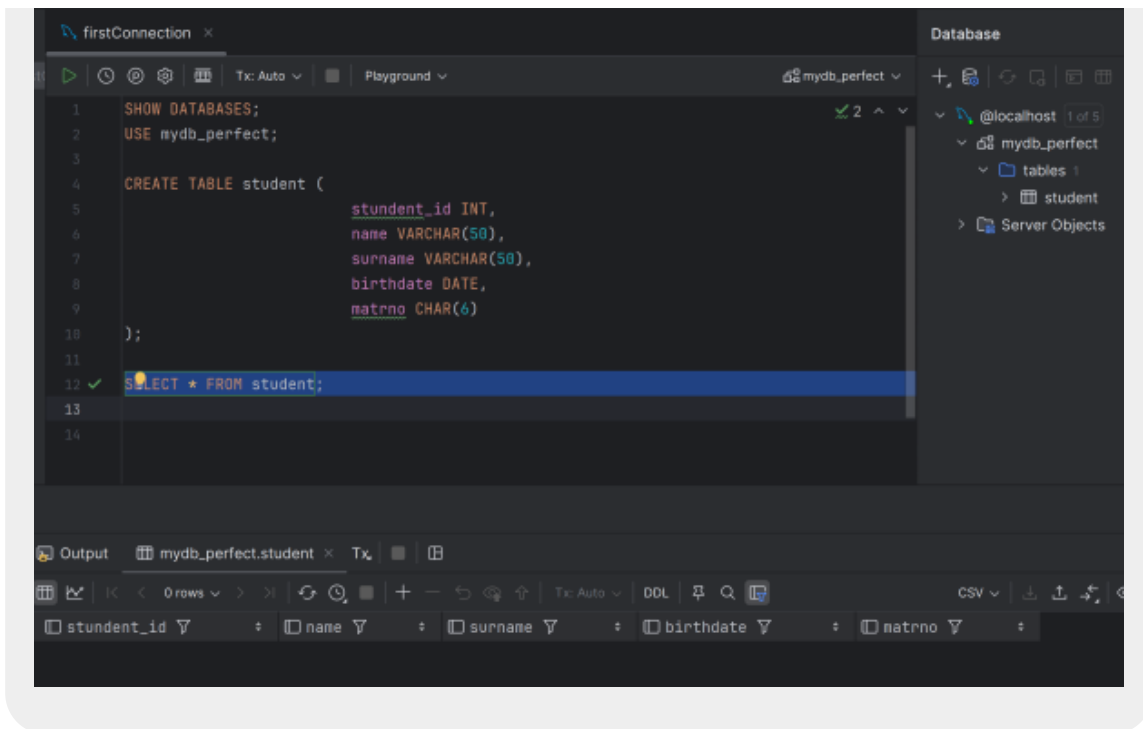 firstConnection
Database
Tx: Auto
Playground
mydb_perfect
1 SHOW DATABASES;
2 USE mydb_perfect;
3
4 CREATE TABLE student (
5 stundent_id INT,
6 name VARCHAR(50),
7 surname VARCHAR(50),
8 birthdate DATE,
9 matrno CHAR(6)
10 );
11
12 SELECT * FROM student;
13
14
2
@localhost 1 of 5
mydb_perfect
tables 1
student
Server Objects
Output mydb_perfect.student Tx
0 rows Tx: Auto DDL CSV
stundent_id name surname birthdate matrno